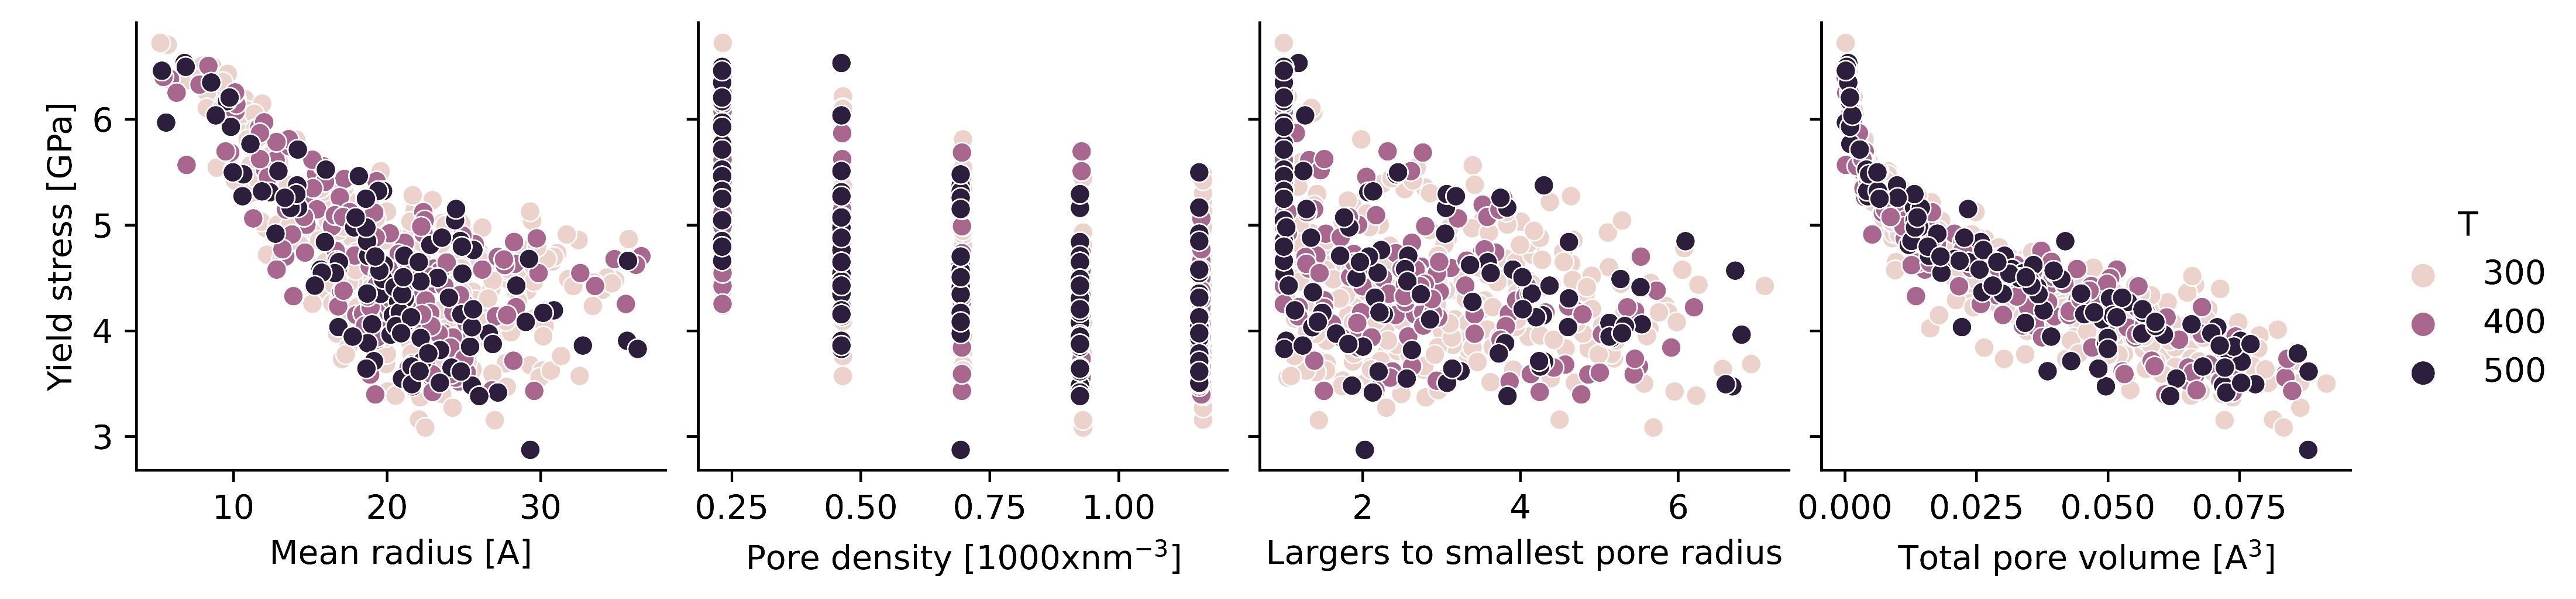 Yield stress [GPa]
6
5
4
3
10 20 30
Mean radius [A]
0.25 0.50 0.75 1.00
Pore density [1000xnm⁻³]
2 4 6
Largers to smallest pore radius
0.000 0.025 0.050 0.075
Total pore volume [A³]
T
300
400
500